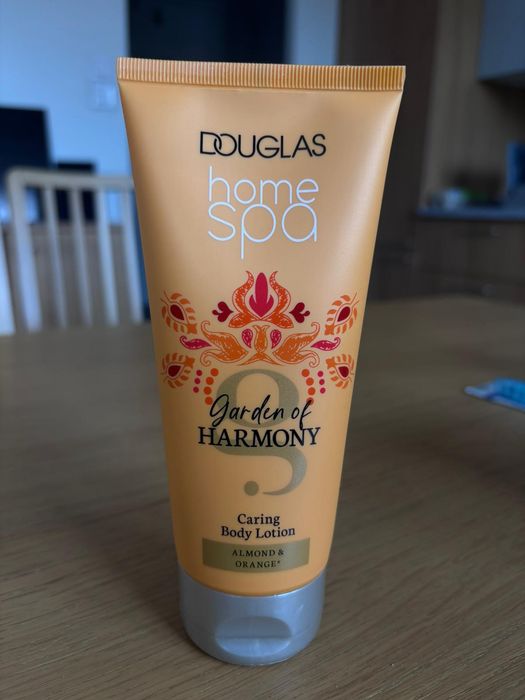 DOUGLAS
home
spa
g
garden of
HARMONY
Caring
Body Lotion
ALMOND &
ORANGE*